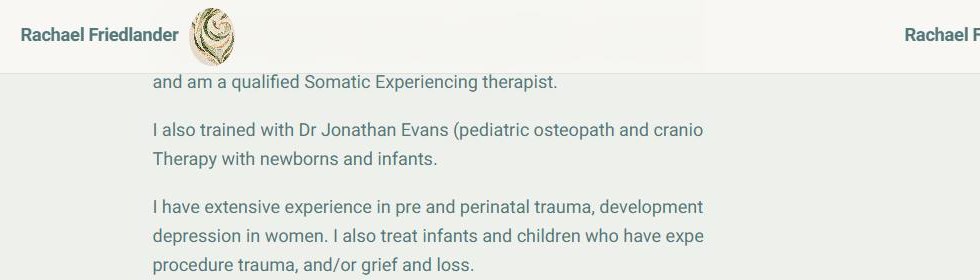 Rachael Friedlander
Rachael F
and am a qualified Somatic Experiencing therapist.
I also trained with Dr Jonathan Evans (pediatric osteopath and cranio
Therapy with newborns and infants.
I have extensive experience in pre and perinatal trauma, development
depression in women. I also treat infants and children who have expe
procedure trauma, and/or grief and loss.